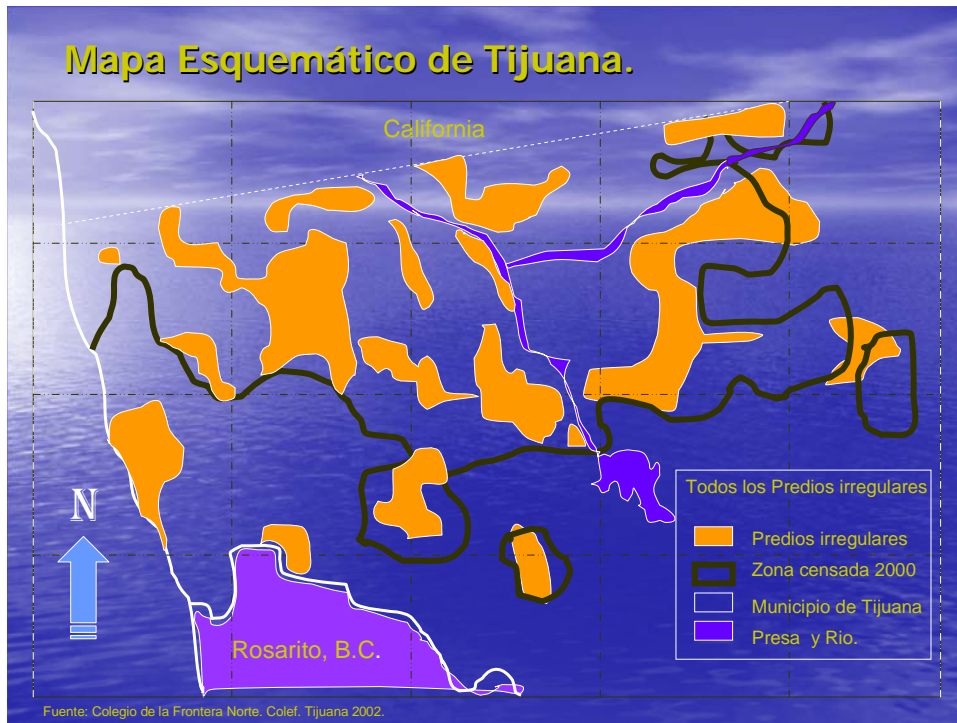 Mapa Esquemático de Tijuana.
California
N
Todos los Predios irregulares
Predios irregulares
Zona censada 2000
Municipio de Tijuana
Presa y Rio.
Rosarito, B.C.
Fuente: Colegio de la Frontera Norte. Colef. Tijuana 2002.